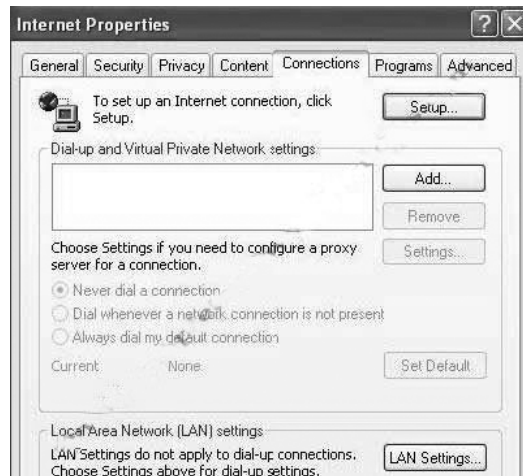 Internet Properties
General Security Privacy Content Connections Programs Advanced
To set up an Internet connection, click
Setup.
Setup...
Dial-up and Virtual Private Network settings
Add...
Remove
Choose Settings if you need to configure a proxy
server for a connection.
Settings...
Never dial a connection
Dial whenever a network connection is not present
Always dial my default connection
Current None
Set Default
Local Area Network (LAN) settings
LAN Settings do not apply to dial-up connections.
Choose Settings above for dial-up settings.
LAN Settings...